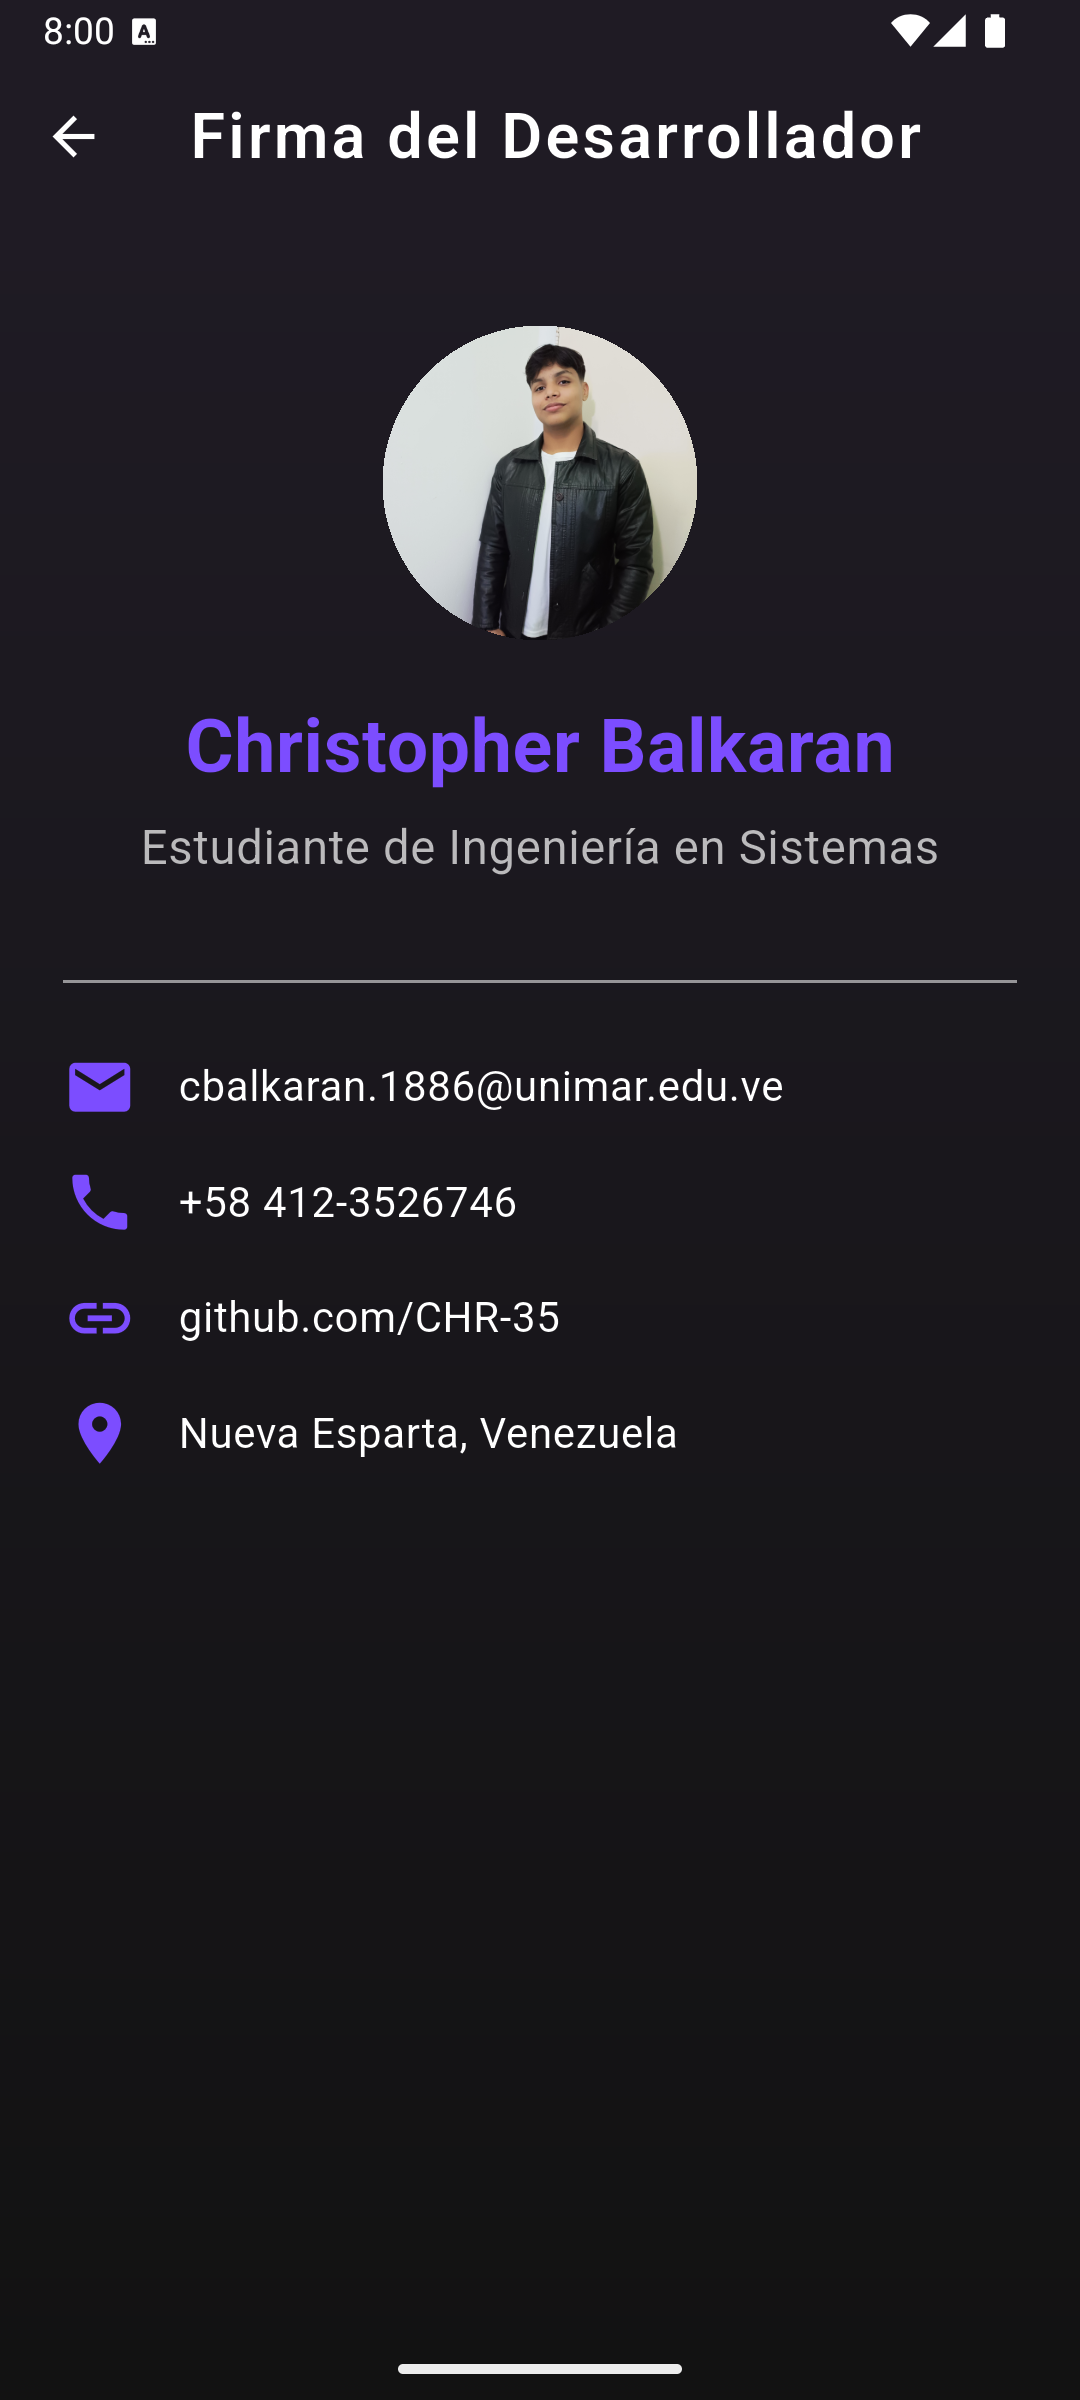 8:00
Firma del Desarrollador
Christopher Balkaran
Estudiante de Ingeniería en Sistemas
cbalkaran.1886@unimar.edu.ve
+58 412-3526746
github.com/CHR-35
Nueva Esparta, Venezuela